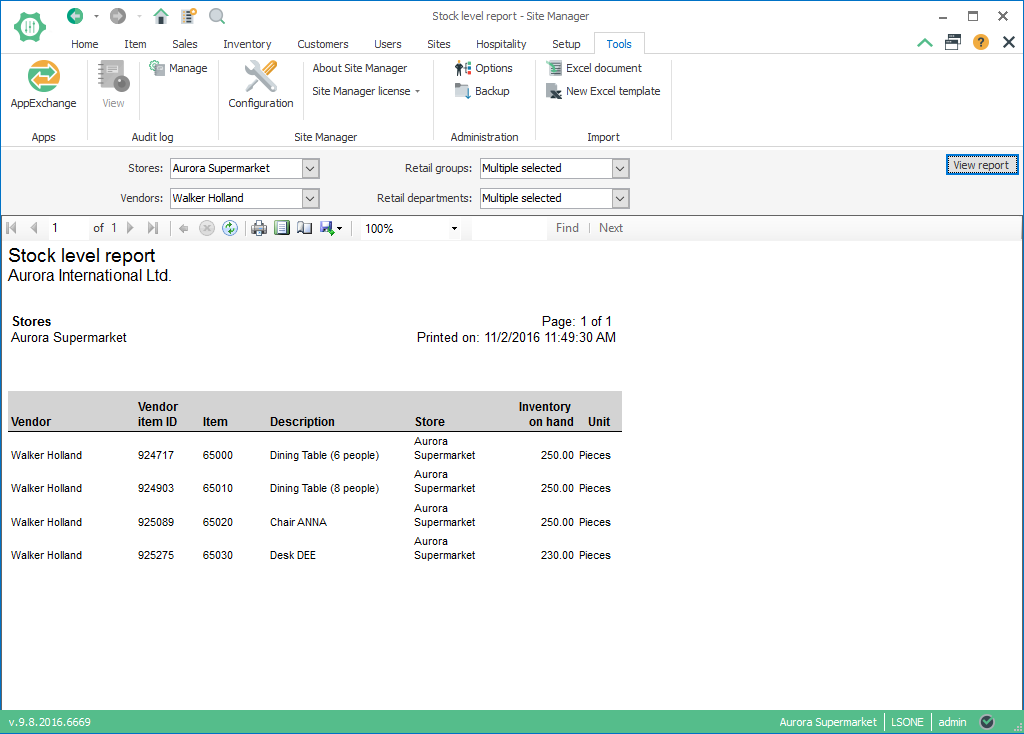 Stock level report - Site Manager
Home Item Sales Inventory Customers Users Sites Hospitality Setup Tools
AppExchange
View
Manage
Configuration
About Site Manager
Site Manager license
Options
Backup
Excel document
New Excel template
Apps Audit log Site Manager Administration Import
Stores: Aurora Supermarket Retail groups: Multiple selected View report
Vendors: Walker Holland Retail departments: Multiple selected
1 of 1 100% Find | Next
Stock level report
Aurora International Ltd.
Stores Page: 1 of 1
Aurora Supermarket Printed on: 11/2/2016 11:49:30 AM
Vendor Inventory
Vendor item ID Item Description Store on hand Unit
Aurora
Walker Holland 924717 65000 Dining Table (6 people) Supermarket 250.00 Pieces
Aurora
Walker Holland 924903 65010 Dining Table (8 people) Supermarket 250.00 Pieces
Aurora
Walker Holland 925089 65020 Chair ANNA Supermarket 250.00 Pieces
Aurora
Walker Holland 925275 65030 Desk DEE Supermarket 230.00 Pieces
v.9.8.2016.6669 Aurora Supermarket LSONE admin